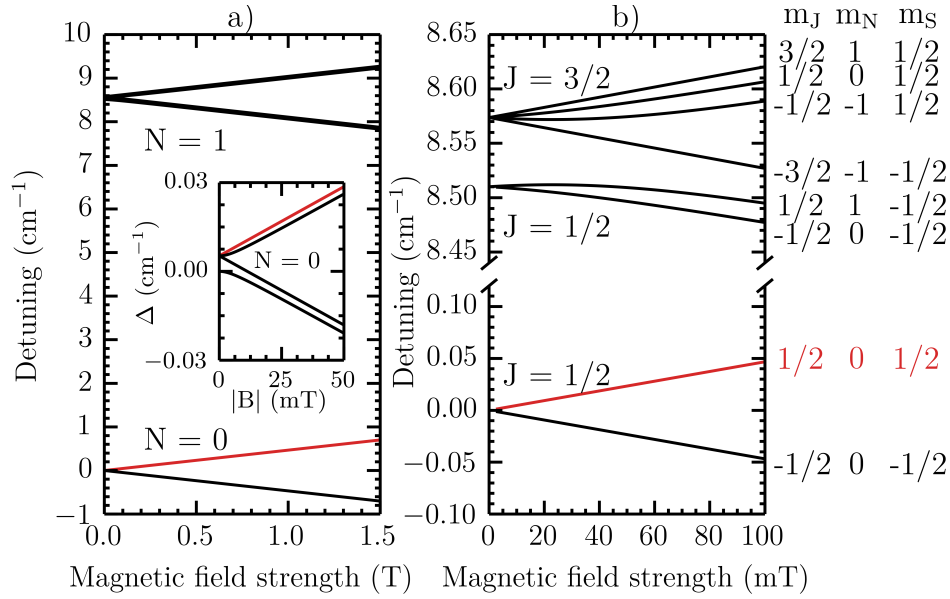 a)
10
9
8
7
6
5
4
3
2
1
0
−1
Detuning (cm⁻¹)
N = 1
N = 0
0.0 0.5 1.0 1.5
Magnetic field strength (T)
0.03
0.00
−0.03
Δ (cm⁻¹)
N = 0
0 25 50
|B| (mT)
b)
8.65
8.60
8.55
8.50
8.45
0.10
0.05
0.00
−0.05
−0.10
Detuning (cm⁻¹)
J = 3/2
J = 1/2
J = 1/2
0 20 40 60 80 100
Magnetic field strength (mT)
m_J m_N m_S
3/2 1 1/2
1/2 0 1/2
-1/2 -1 1/2
-3/2 -1 -1/2
1/2 1 -1/2
-1/2 0 -1/2
1/2 0 1/2
-1/2 0 -1/2